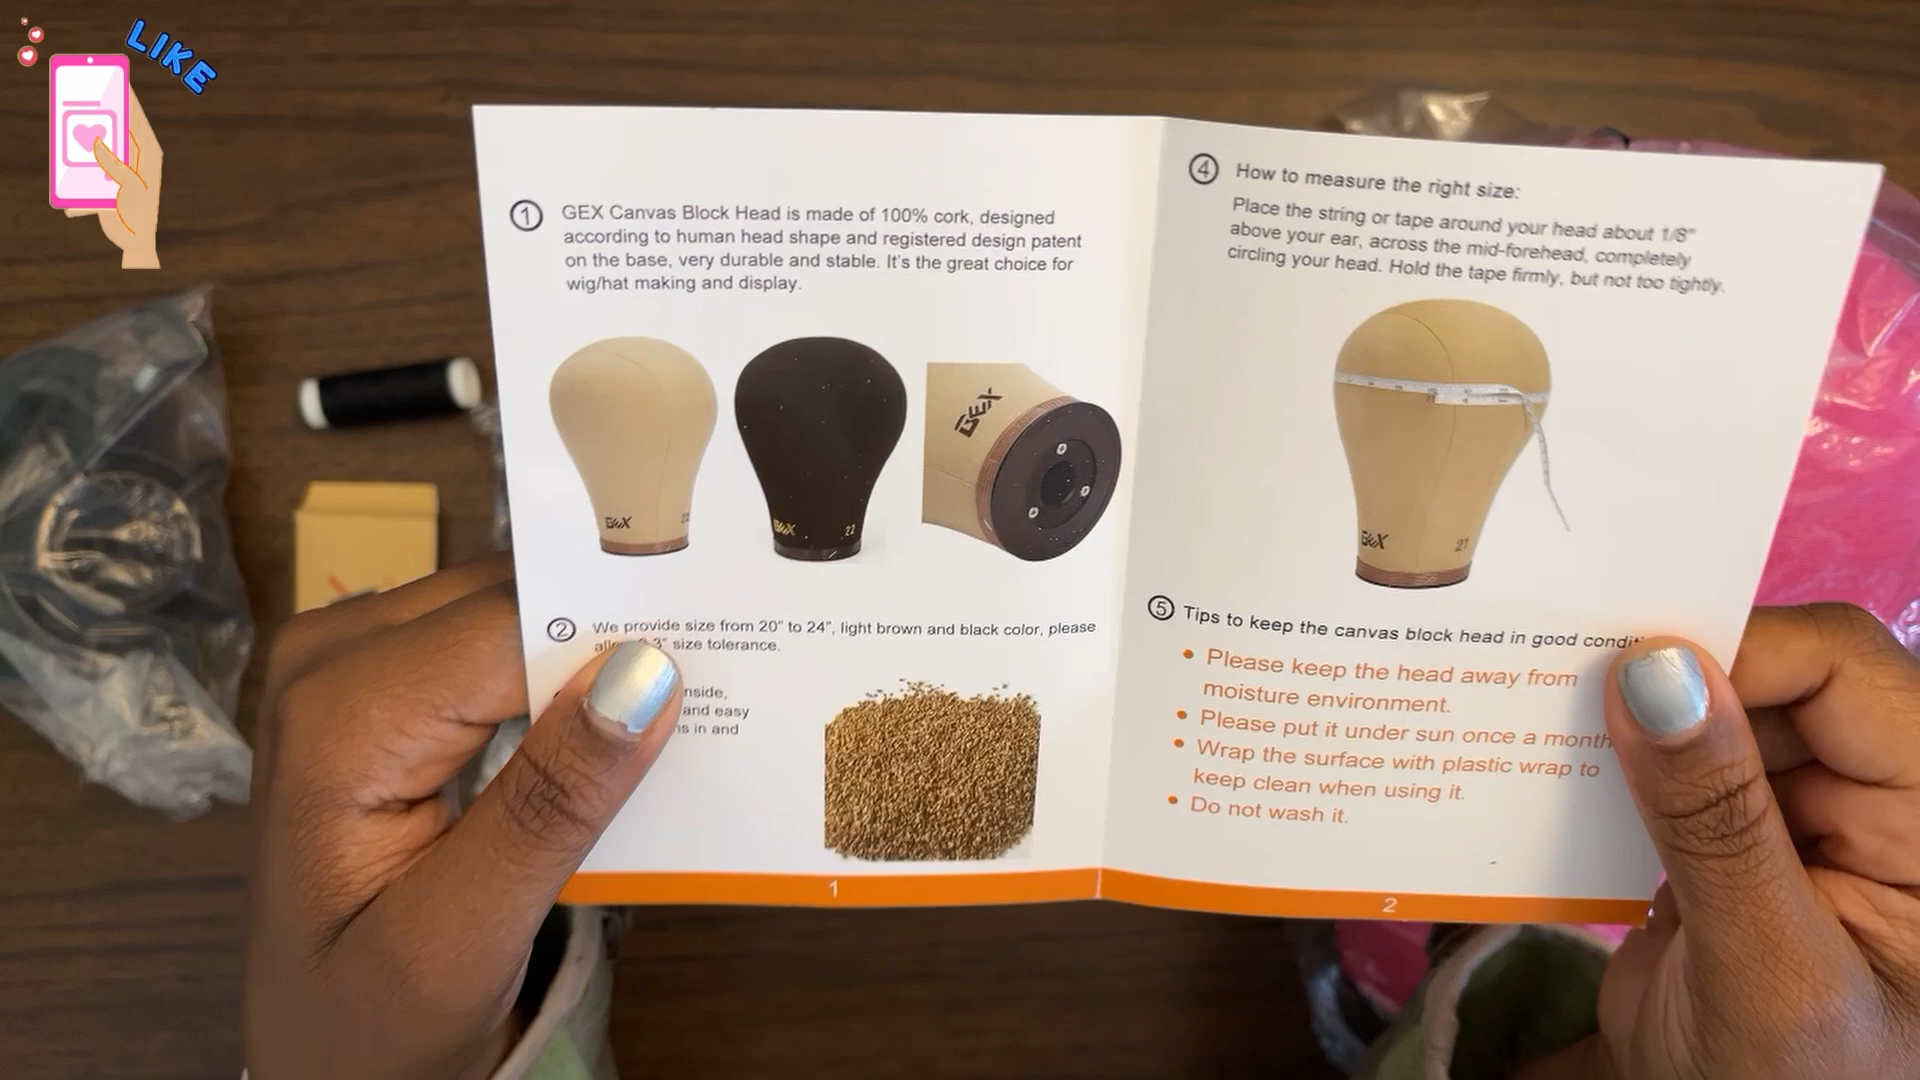 LIKE
1
GEX Canvas Block Head is made of 100% cork, designed
according to human head shape and registered design patent
on the base, very durable and stable. It's the great choice for
wig/hat making and display.
GEX
22
GEX
22
GEX
2
We provide size from 20" to 24", light brown and black color, please
size tolerance.
and easy
in and
1
4
How to measure the right size:
Place the string or tape around your head about 1/8"
above your ear, across the mid-forehead, completely
circling your head. Hold the tape firmly, but not too tightly.
GEX
21
5
Tips to keep the canvas block head in good
• Please keep the head away from
moisture environment.
• Please put it under sun once a month
• Wrap the surface with plastic wrap to
keep clean when using it.
• Do not wash it.
2